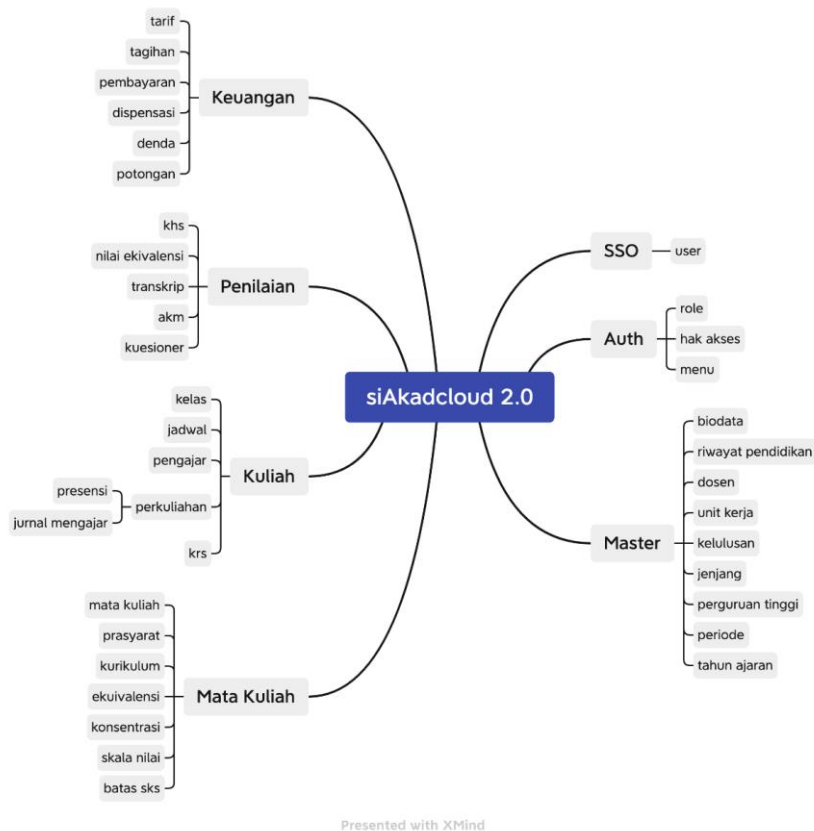 siAkadcloud 2.0
Keuangan
tarif
tagihan
pembayaran
dispensasi
denda
potongan
Penilaian
khs
nilai ekivalensi
transkrip
akm
kuesioner
Kuliah
kelas
jadwal
pengajar
perkuliahan
presensi
jurnal mengajar
krs
Mata Kuliah
mata kuliah
prasyarat
kurikulum
ekuivalensi
konsentrasi
skala nilai
batas sks
SSO
user
Auth
role
hak akses
menu
Master
biodata
riwayat pendidikan
dosen
unit kerja
kelulusan
jenjang
perguruan tinggi
periode
tahun ajaran
Presented with XMind